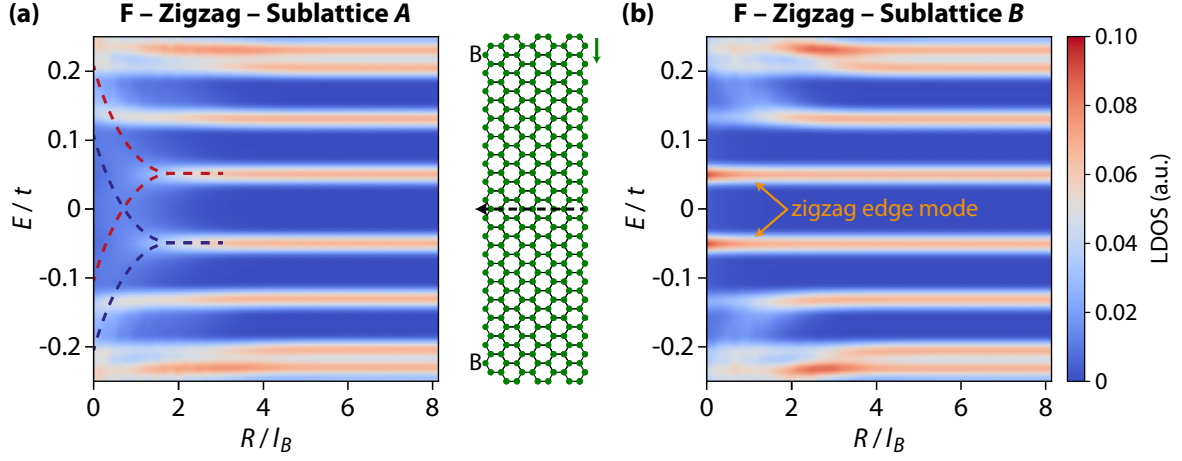 (a) F – Zigzag – Sublattice A
(b) F – Zigzag – Sublattice B
E / t
0.2
0.1
0
-0.1
-0.2
0 2 4 6 8
R / l_B
B
B
E / t
0.2
0.1
0
-0.1
-0.2
0 2 4 6 8
R / l_B
zigzag edge mode
0.10
0.08
0.06
0.04
0.02
0
LDOS (a.u.)